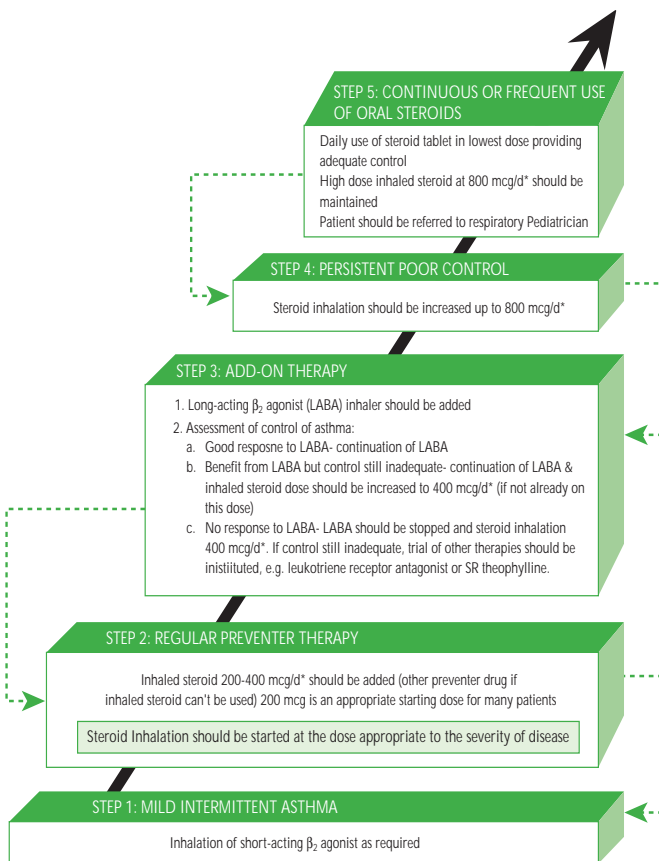 STEP 5: CONTINUOUS OR FREQUENT USE
OF ORAL STEROIDS
Daily use of steroid tablet in lowest dose providing
adequate control
High dose inhaled steroid at 800 mcg/d* should be
maintained
Patient should be referred to respiratory Pediatrician
STEP 4: PERSISTENT POOR CONTROL
Steroid inhalation should be increased up to 800 mcg/d*
STEP 3: ADD-ON THERAPY
1. Long-acting β₂ agonist (LABA) inhaler should be added
2. Assessment of control of asthma:
a. Good resposne to LABA- continuation of LABA
b. Benefit from LABA but control still inadequate- continuation of LABA &
inhaled steroid dose should be increased to 400 mcg/d* (if not already on
this dose)
c. No response to LABA- LABA should be stopped and steroid inhalation
400 mcg/d*. If control still inadequate, trial of other therapies should be
inistiituted, e.g. leukotriene receptor antagonist or SR theophylline.
STEP 2: REGULAR PREVENTER THERAPY
Inhaled steroid 200-400 mcg/d* should be added (other preventer drug if
inhaled steroid can't be used) 200 mcg is an appropriate starting dose for many patients
Steroid Inhalation should be started at the dose appropriate to the severity of disease
STEP 1: MILD INTERMITTENT ASTHMA
Inhalation of short-acting β₂ agonist as required